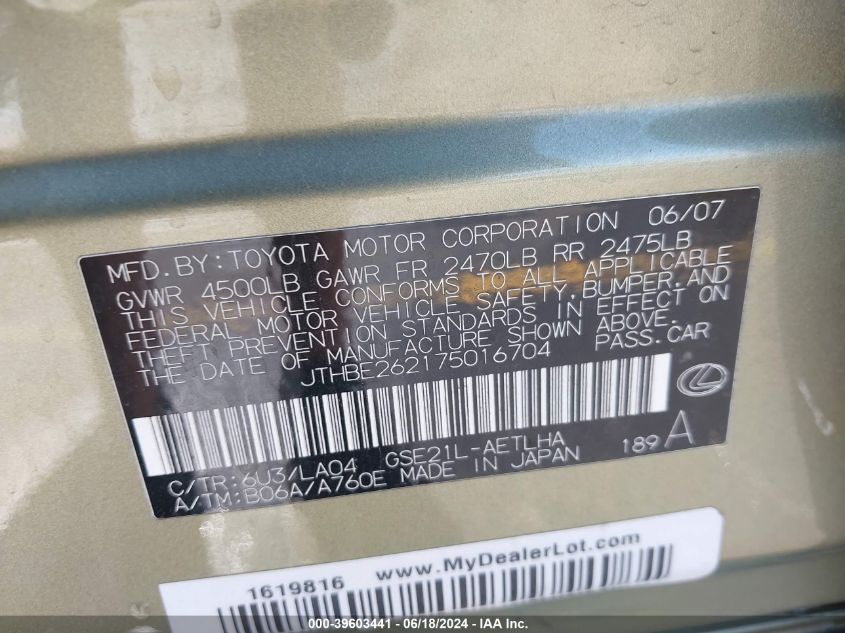 MFD. BY: TOYOTA MOTOR CORPORATION 06/07
GVWR 4500LB GAWR FR 2470LB RR 2475LB
THIS VEHICLE CONFORMS TO ALL APPLICABLE
FEDERAL MOTOR VEHICLE SAFETY, BUMPER, AND
THEFT PREVENTION STANDARDS IN EFFECT ON
THE DATE OF MANUFACTURE SHOWN ABOVE.
JTHBE262175016704 PASS. CAR
C/TR: 6U3/LA04 GSE21L-AETLHA 189 A
A/TM: B06A/A760E MADE IN JAPAN
1619816 www.MyDealerLot.com
000-39603441 - 06/18/2024 - IAA Inc.